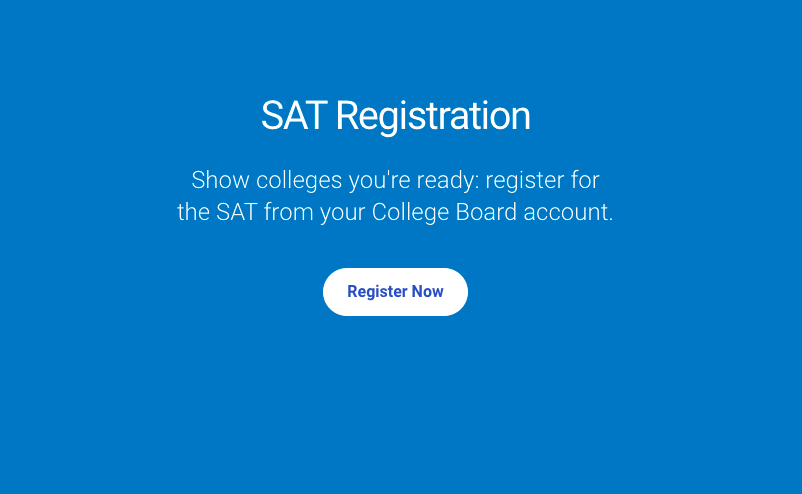 SAT Registration
Show colleges you're ready: register for
the SAT from your College Board account.
Register Now